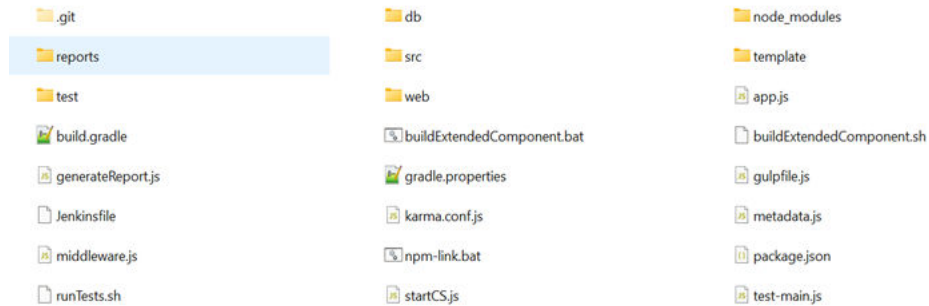 .git
db
node_modules
reports
src
template
test
web
app.js
build.gradle
buildExtendedComponent.bat
buildExtendedComponent.sh
generateReport.js
gradle.properties
gulpfile.js
Jenkinsfile
karma.conf.js
metadata.js
middleware.js
npm-link.bat
package.json
runTests.sh
startCS.js
test-main.js